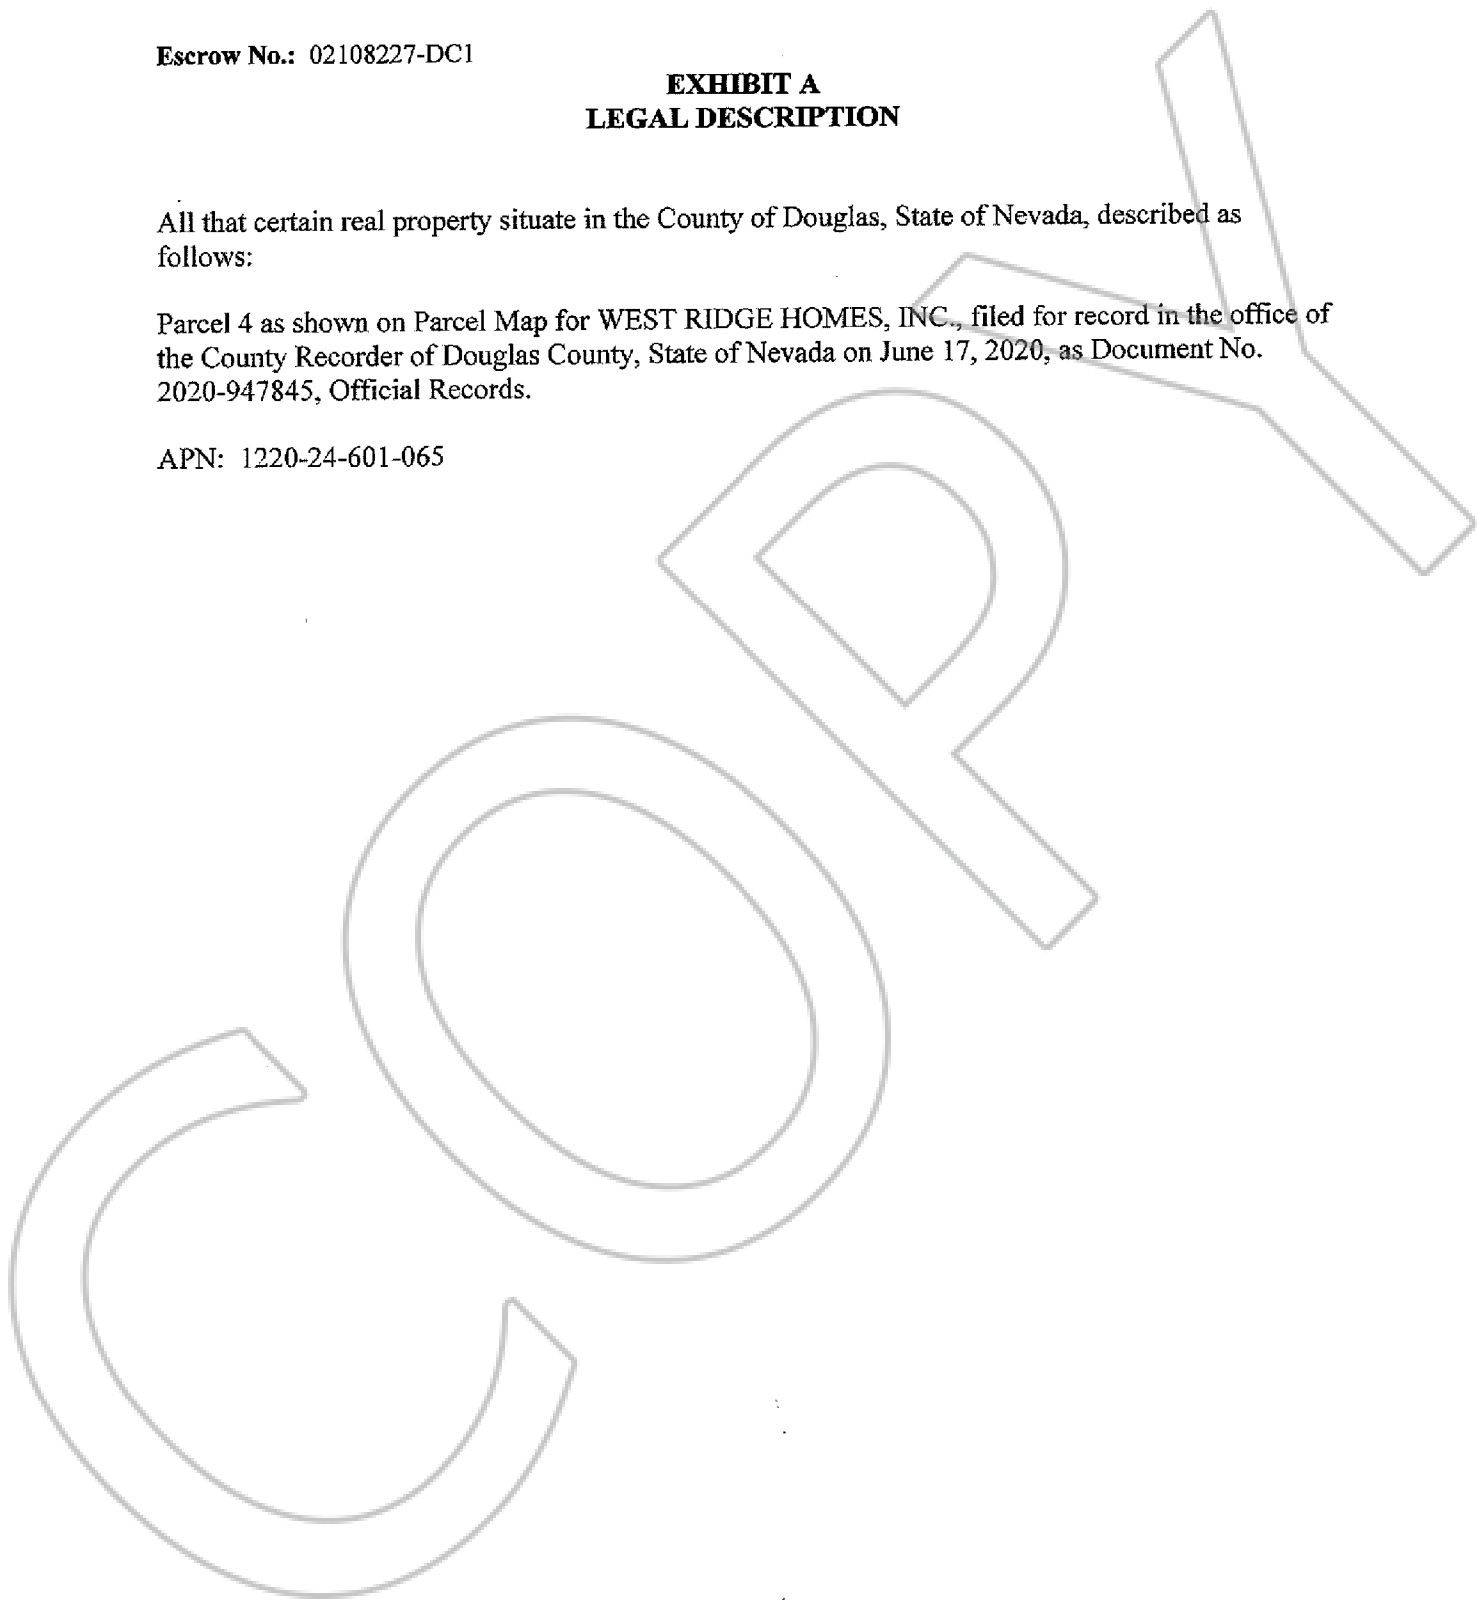 Escrow No.: 02108227-DC1
EXHIBIT A
LEGAL DESCRIPTION
All that certain real property situate in the County of Douglas, State of Nevada, described as
follows:
Parcel 4 as shown on Parcel Map for WEST RIDGE HOMES, INC., filed for record in the office of
the County Recorder of Douglas County, State of Nevada on June 17, 2020, as Document No.
2020-947845, Official Records.
APN: 1220-24-601-065
COPY